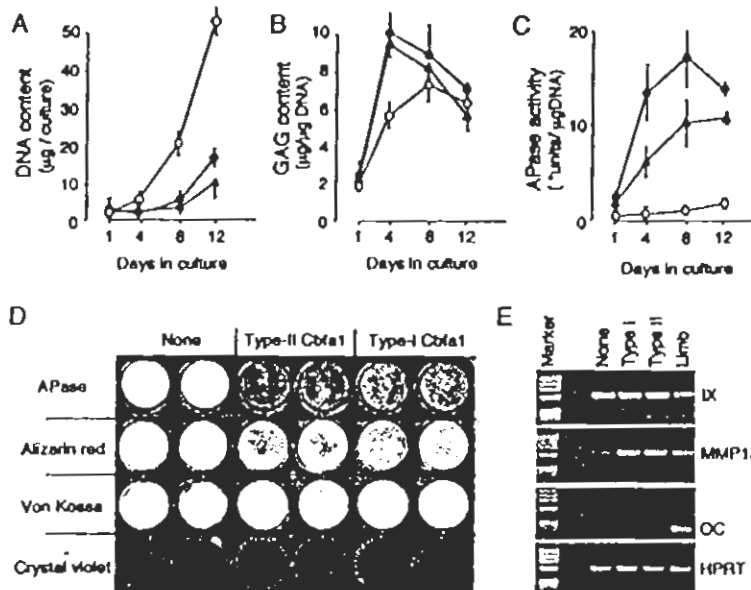 A
DNA content
(µg / culture)
50
40
30
20
10
0
1 4 8 12
Days in culture
B
GAG content
(µg/µg DNA)
10
8
6
4
2
0
1 4 8 12
Days in culture
C
APase activity
units/ µgDNA)
20
10
0
1 4 8 12
Days in culture
D
None Type-II Cbfa1 Type-I Cbfa1
APase
Alizarin red
Von Kossa
Crystal violet
E
Marker None Type I Type II Limb
IX
OC
HPRT